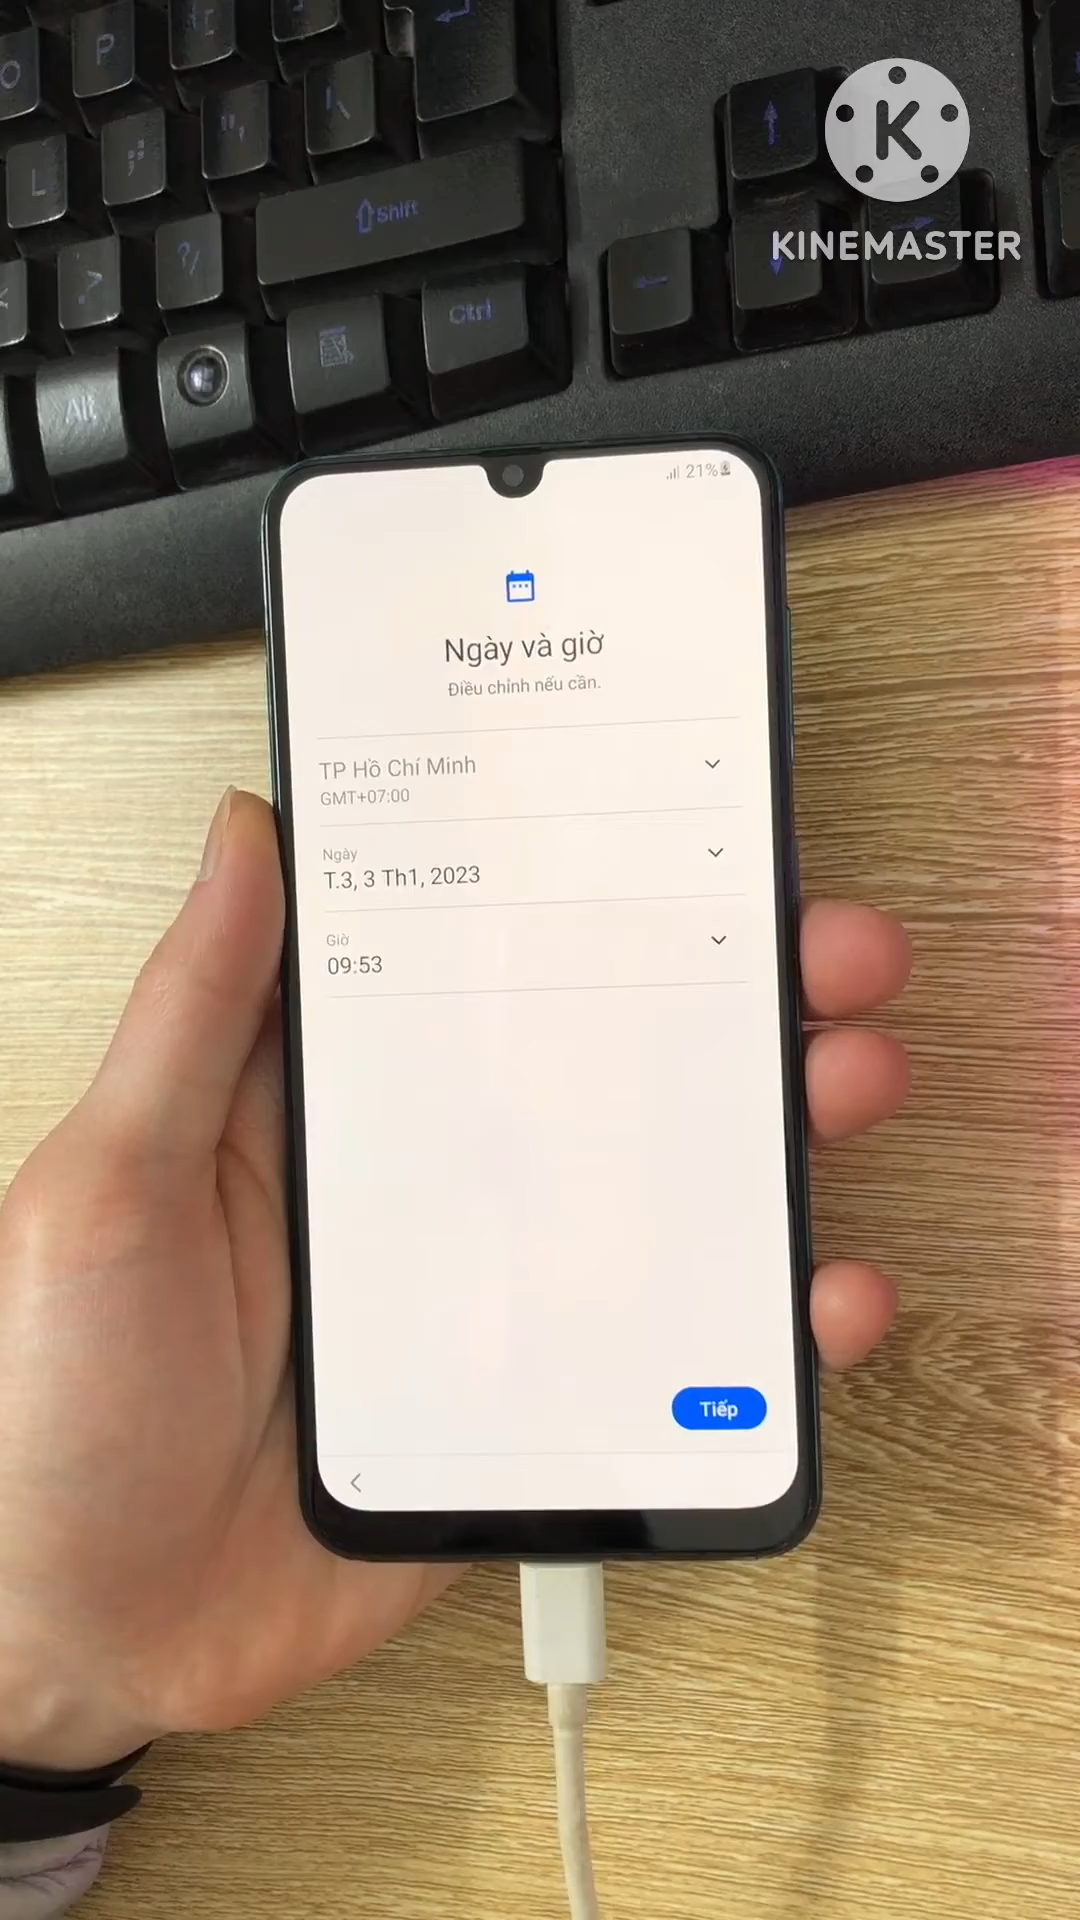 O
P
L
Shift
?/
Alt
Ctrl
K
KINEMASTER
21%
Ngày và giờ
Điều chỉnh nếu cần.
TP Hồ Chí Minh
GMT+07:00
Ngày
T.3, 3 Th1, 2023
Giờ
09:53
Tiếp